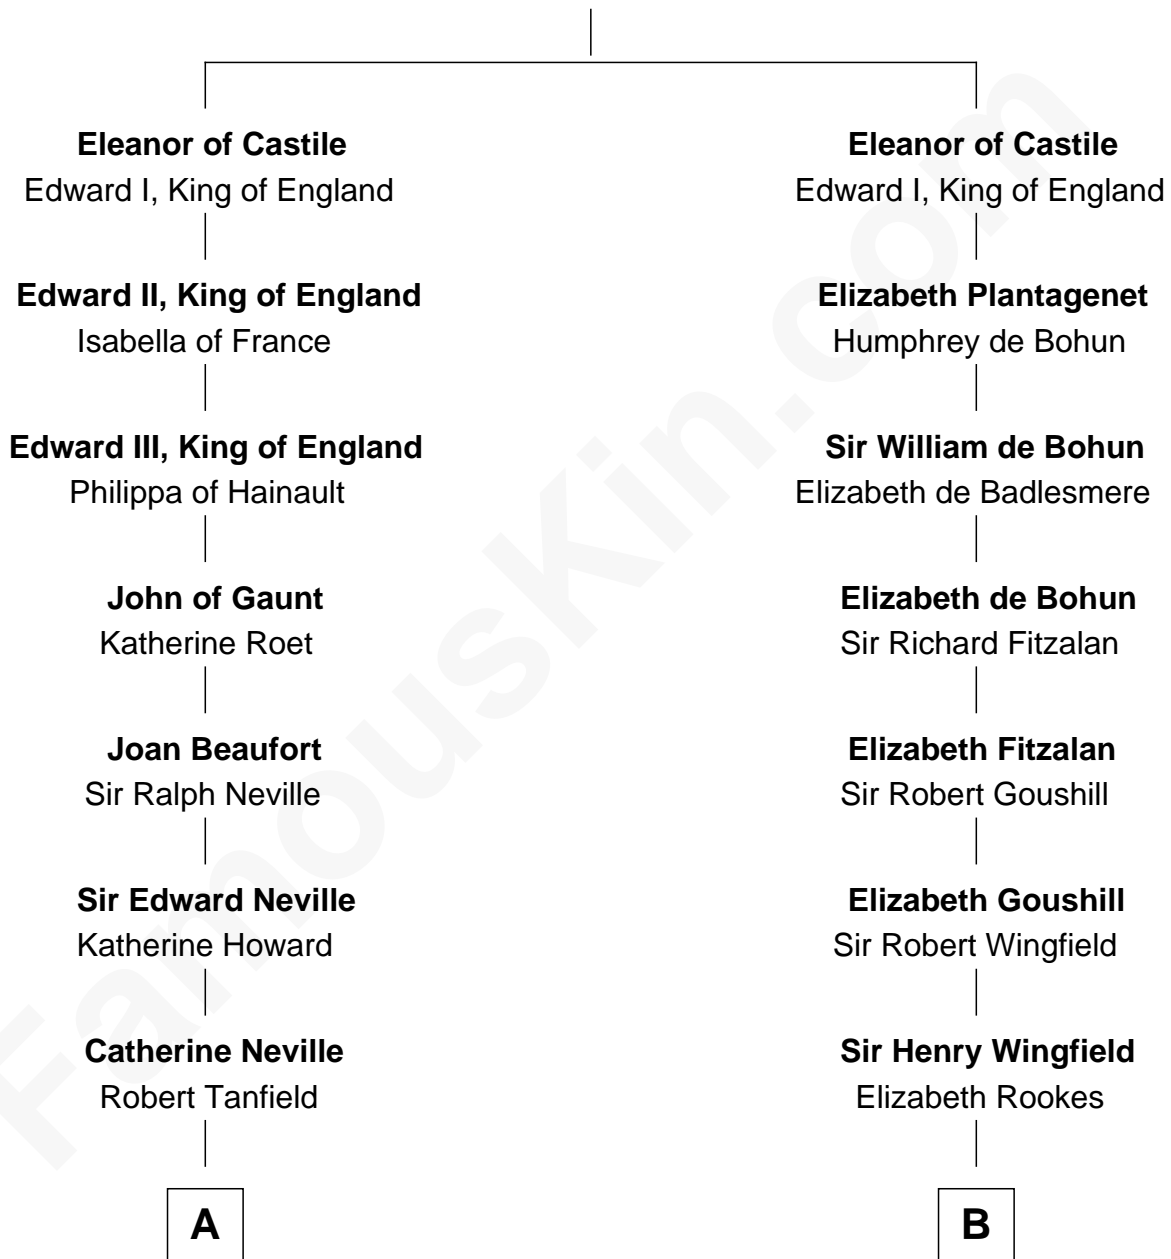 Eleanor of Castile
Edward I, King of England
Edward II, King of England
Isabella of France
Edward III, King of England
Philippa of Hainault
John of Gaunt
Katherine Roet
Joan Beaufort
Sir Ralph Neville
Sir Edward Neville
Katherine Howard
Catherine Neville
Robert Tanfield
A
Eleanor of Castile
Edward I, King of England
Elizabeth Plantagenet
Humphrey de Bohun
Sir William de Bohun
Elizabeth de Badlesmere
Elizabeth de Bohun
Sir Richard Fitzalan
Elizabeth Fitzalan
Sir Robert Goushill
Elizabeth Goushill
Sir Robert Wingfield
Sir Henry Wingfield
Elizabeth Rookes
B
FamousKin.com